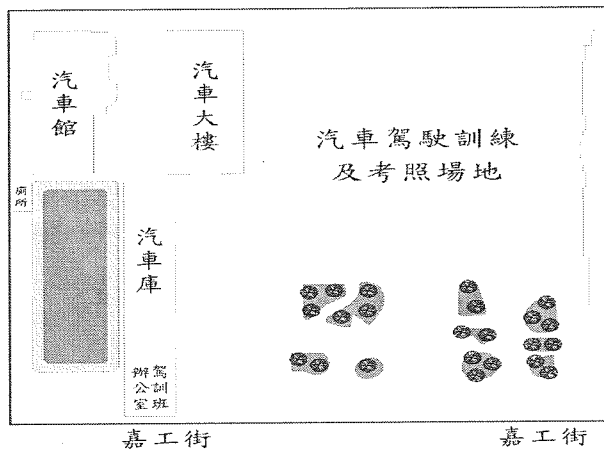 汽車館
汽車大樓
汽車駕駛訓練
及考照場地
廁所
汽車庫
駕訓班
辦公室
嘉工街
嘉工街